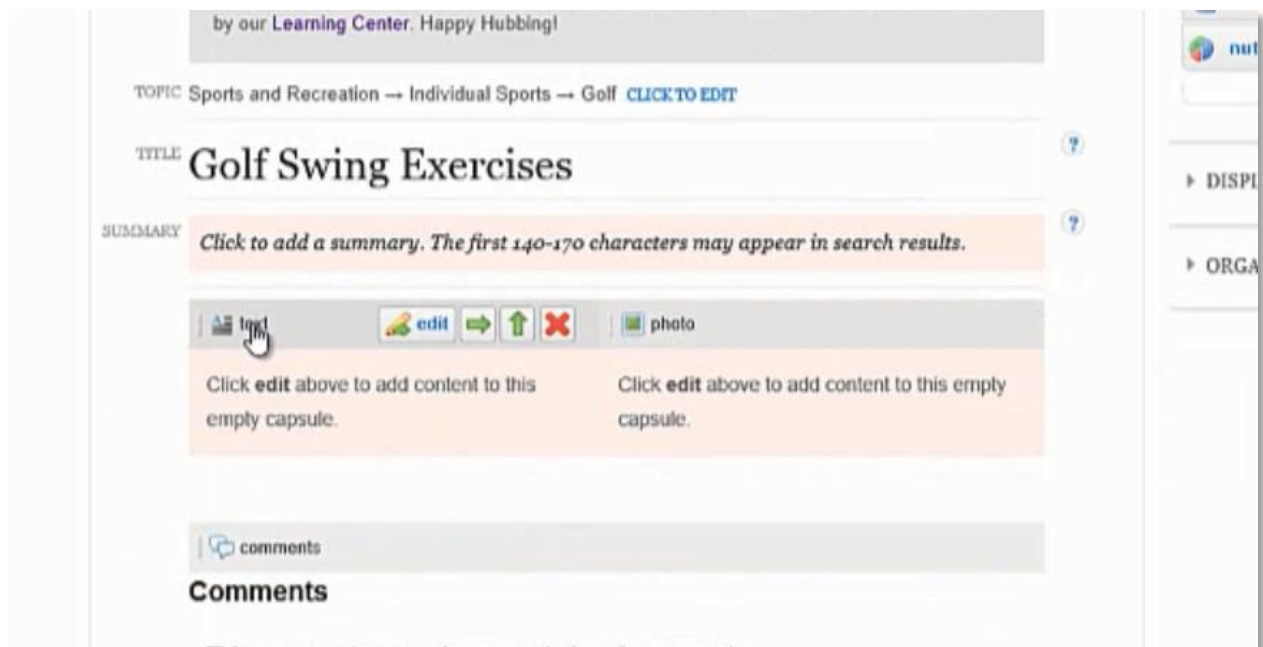 by our Learning Center. Happy Hubbing!
nut
TOPIC Sports and Recreation → Individual Sports → Golf CLICK TO EDIT
TITLE Golf Swing Exercises ?
DISPL
SUMMARY Click to add a summary. The first 140-170 characters may appear in search results. ?
ORGA
text edit photo
Click edit above to add content to this empty capsule.
Click edit above to add content to this empty capsule.
comments
Comments